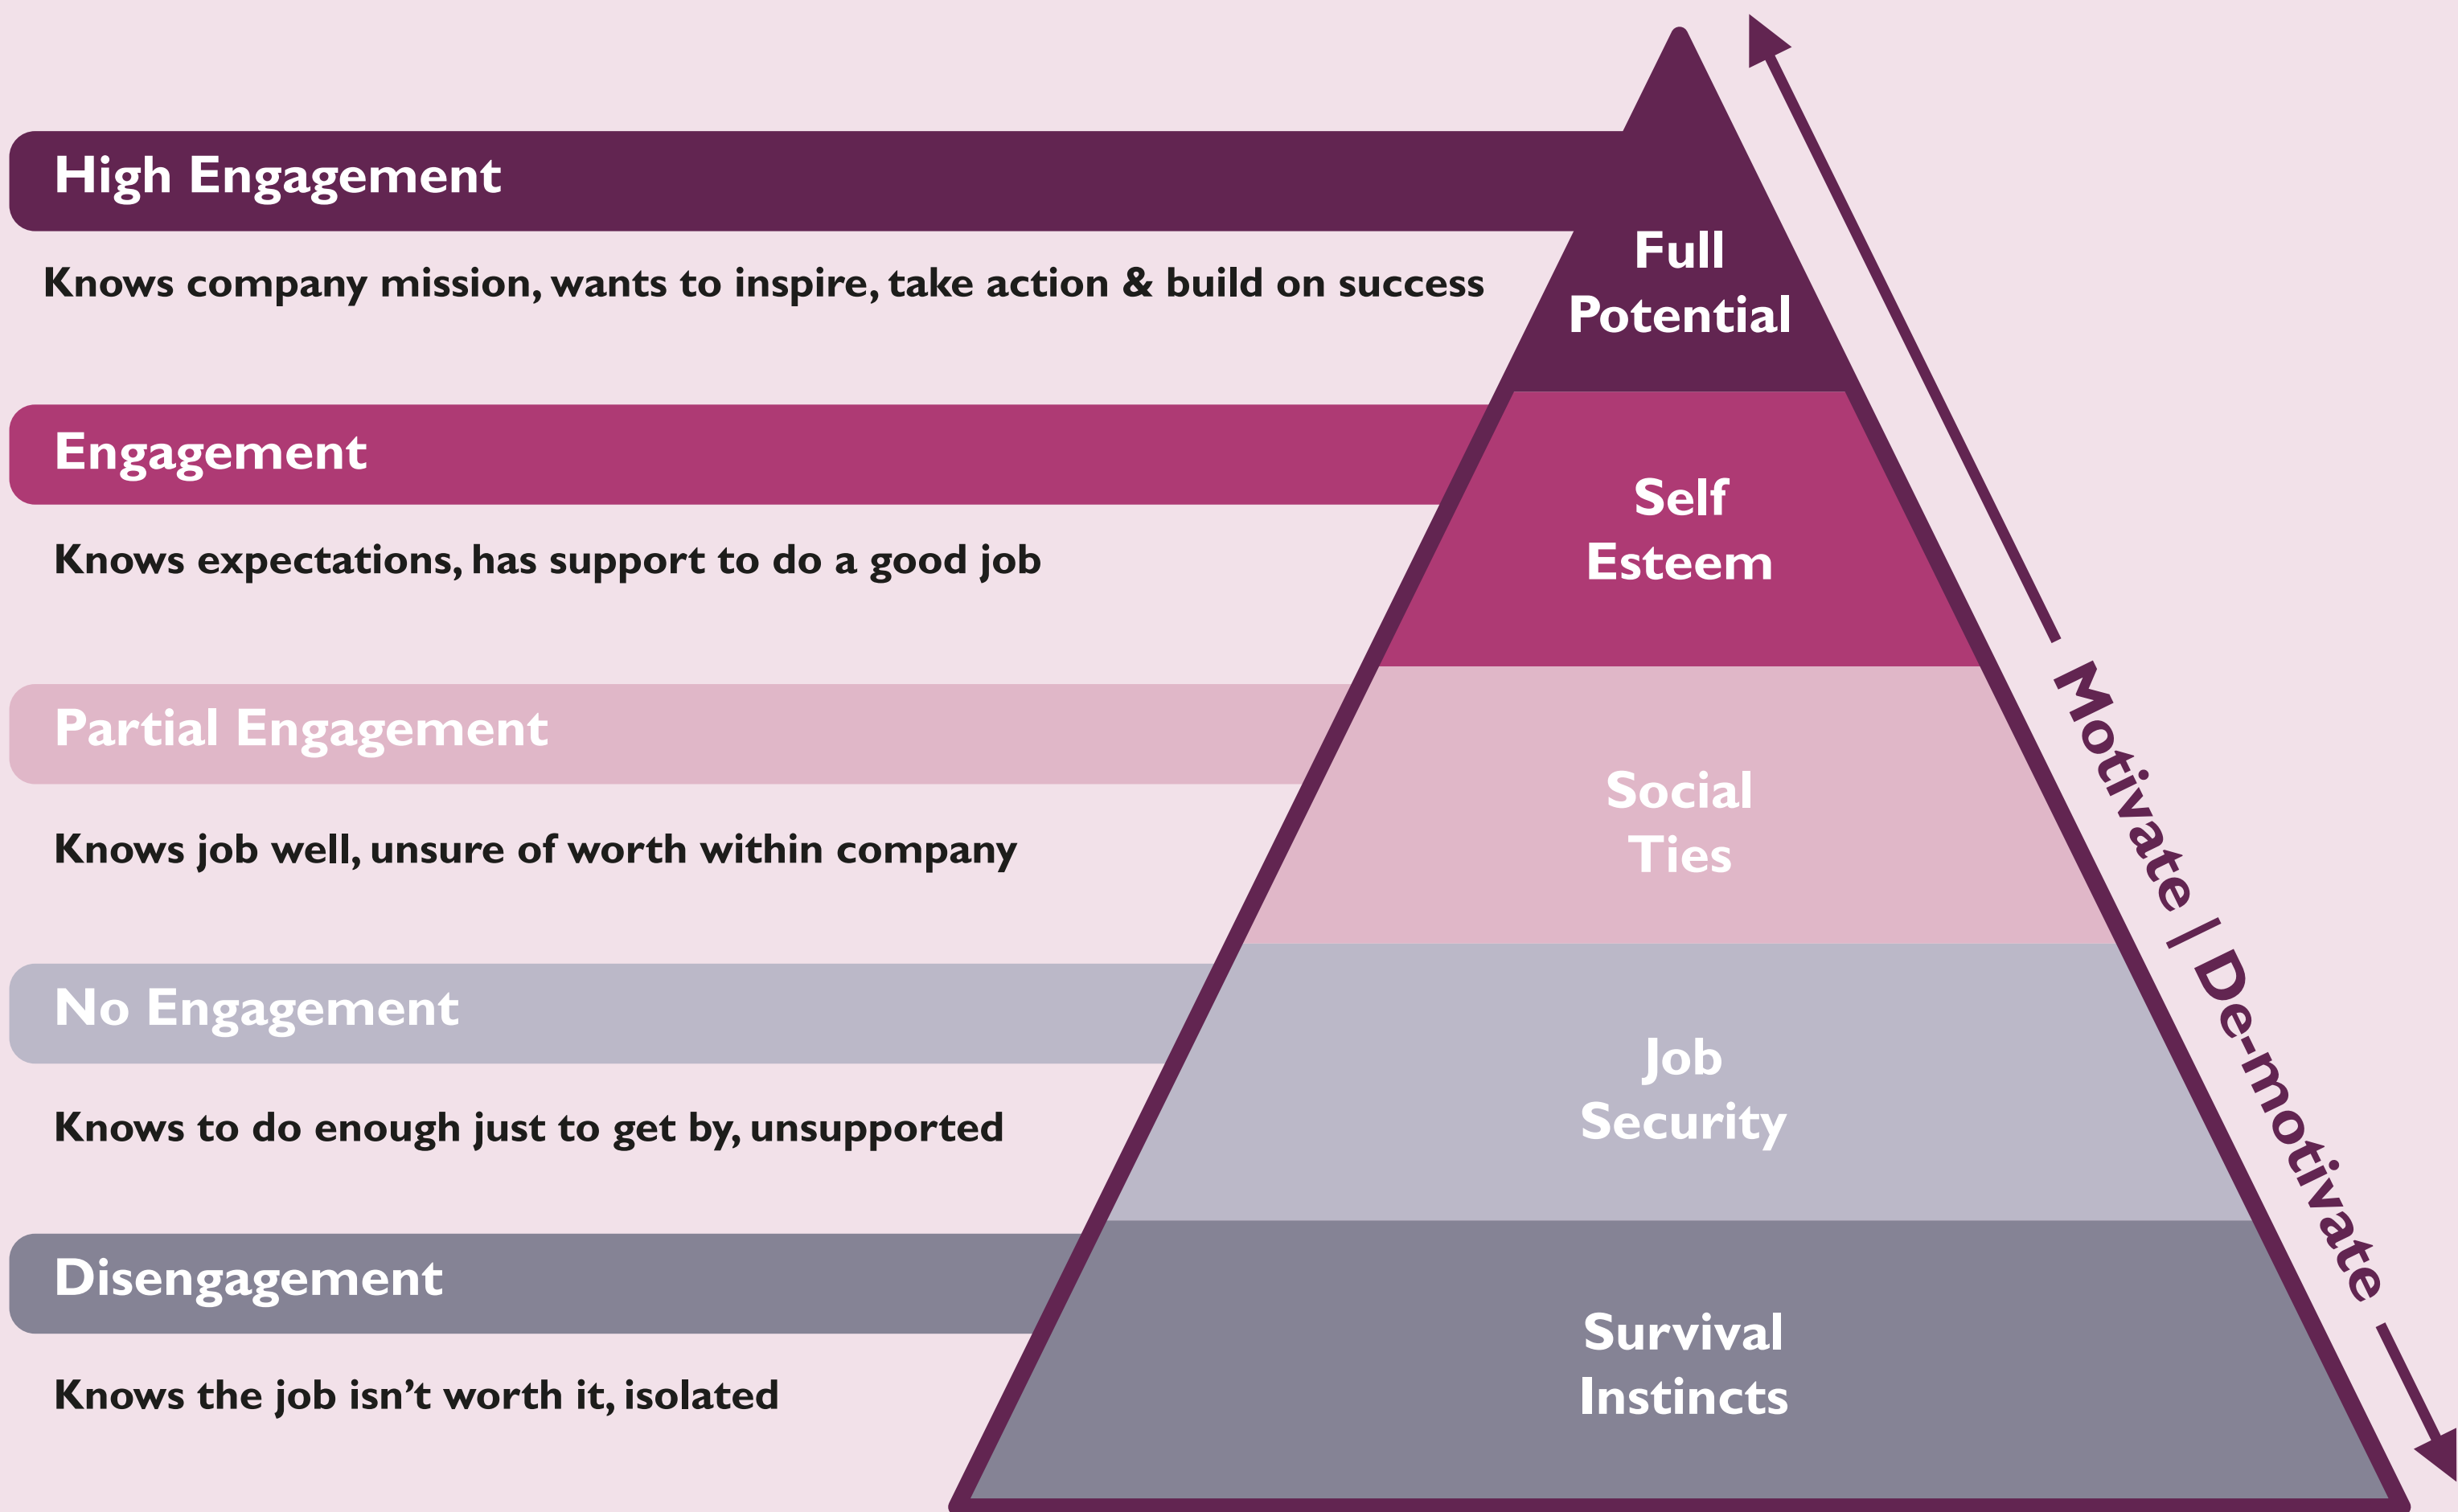 High Engagement
Knows company mission, wants to inspire, take action & build on success
Full
Potential
Engagement
Knows expectations, has support to do a good job
Self
Esteem
Partial Engagement
Knows job well, unsure of worth within company
Social
Ties
No Engagement
Knows to do enough just to get by, unsupported
Job
Security
Disengagement
Knows the job isn't worth it, isolated
Survival
Instincts
Motivate | De-motivate